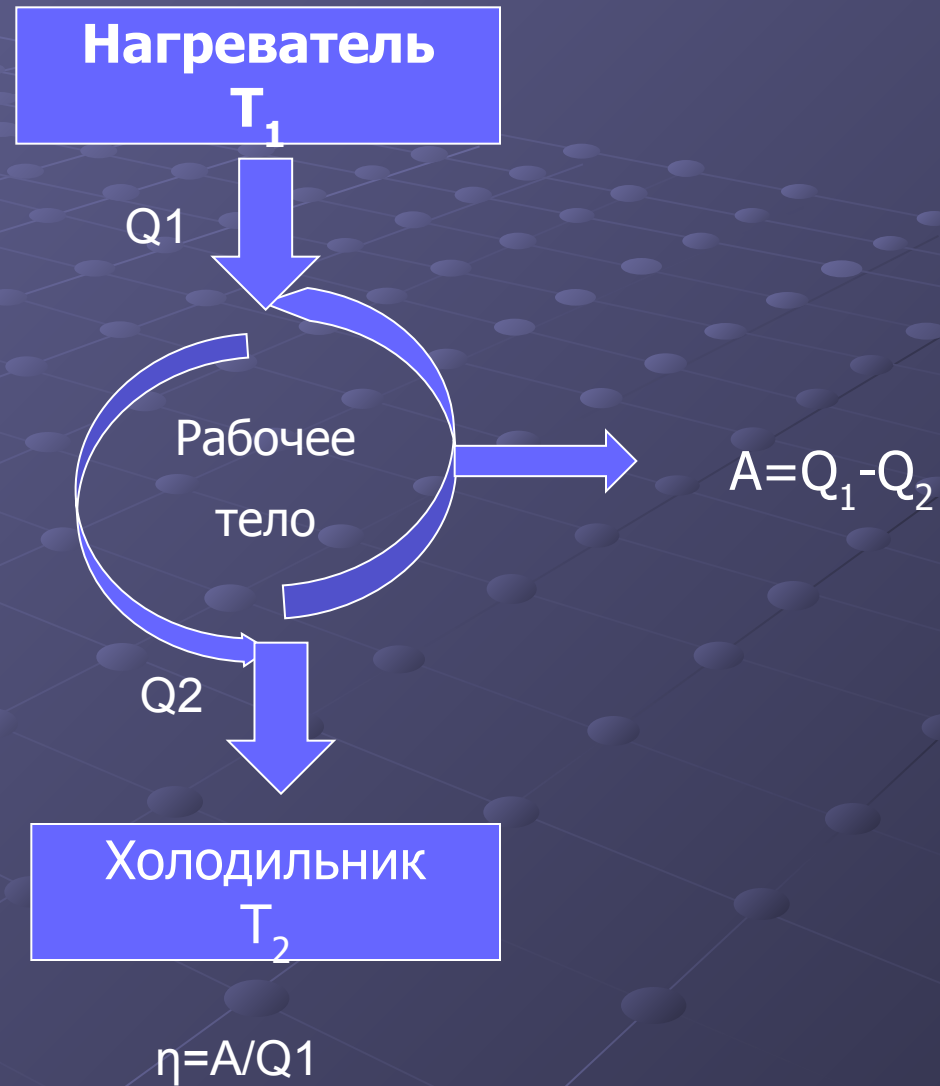 Нагреватель
T₁
Q1
Рабочее
тело
A=Q₁-Q₂
Q2
Холодильник
T₂
η=A/Q1